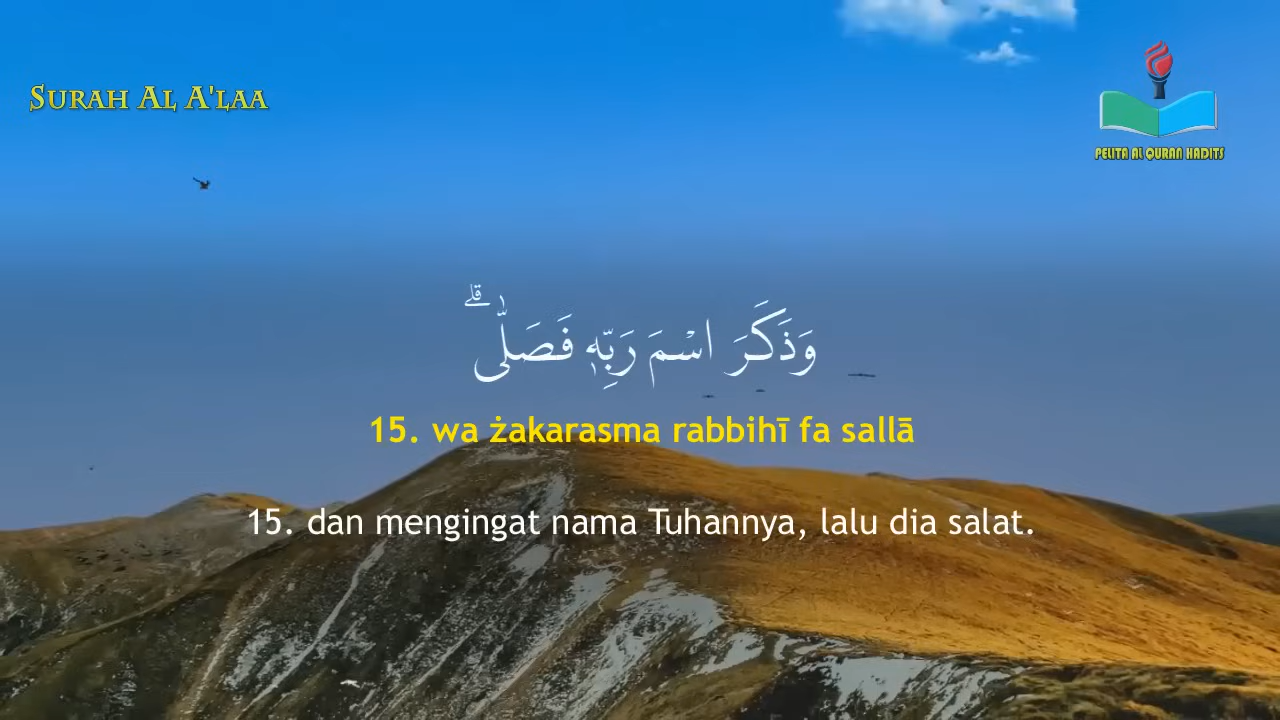 SURAH AL A'LAA
PELITA AL QURAN HADITS
وَذَكَرَ اسْمَ رَبِّهٖ فَصَلّٰىۗ
15. wa żakarasma rabbihī fa sallā
15. dan mengingat nama Tuhannya, lalu dia salat.